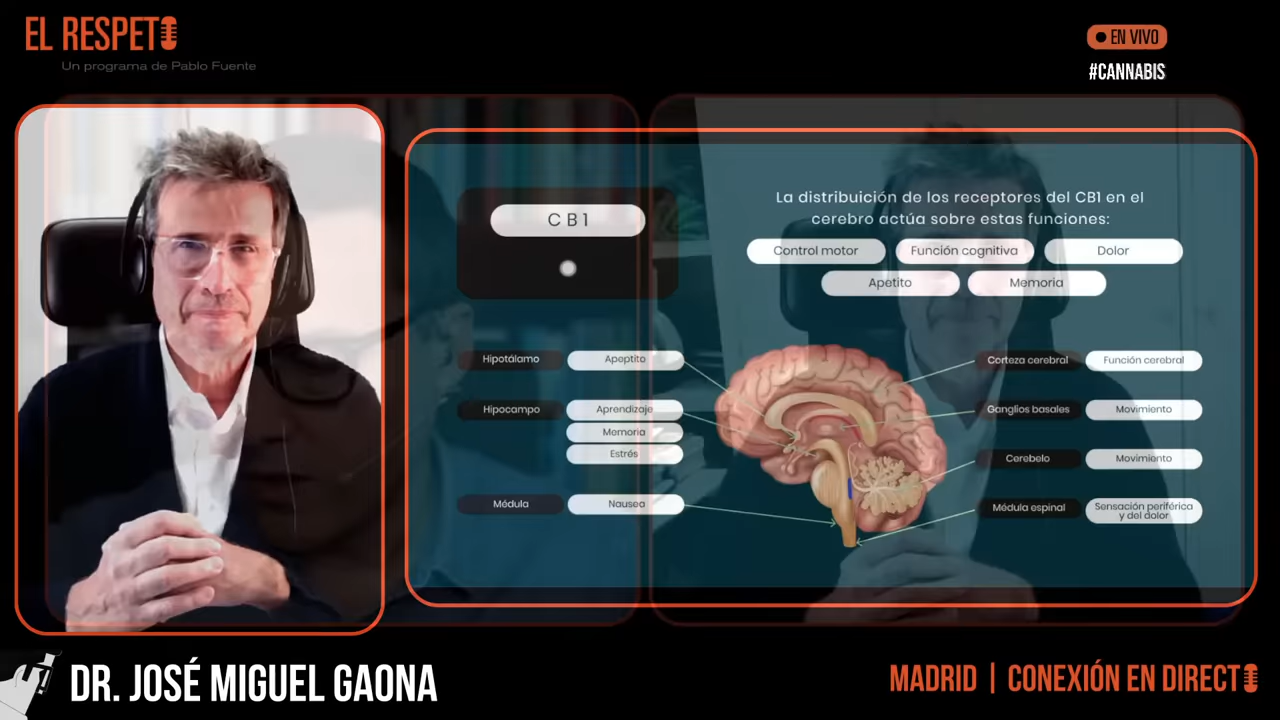 EL RESPETO
Un programa de Pablo Fuente
EN VIVO
#CANNABIS
CB1
La distribuición de los receptores del CB1 en el
cerebro actúa sobre estas funciones:
Control motor
Función cognitiva
Dolor
Apetito
Memoria
Hipotálamo
Apeptito
Hipocampo
Aprendizaje
Memoria
Estrés
Médula
Nausea
Corteza cerebral
Función cerebral
Ganglios basales
Movimiento
Cerebelo
Movimiento
Médula espinal
Sensación periférica
y del dolor
DR. JOSÉ MIGUEL GAONA
MADRID | CONEXIÓN EN DIRECTO